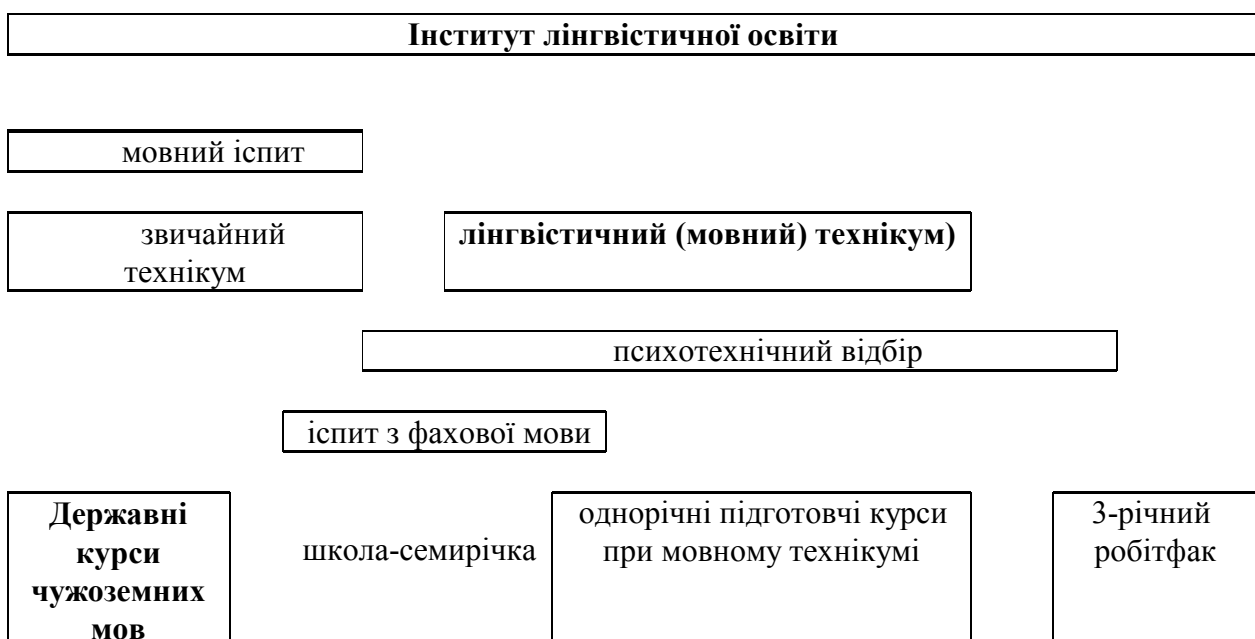 Інститут лінгвістичної освіти
мовний іспит
звичайний
технікум
лінгвістичний (мовний) технікум)
психотехнічний відбір
іспит з фахової мови
Державні
курси
чужоземних
мов
школа-семирічка
однорічні підготовчі курси
при мовному технікумі
3-річний
робітфак